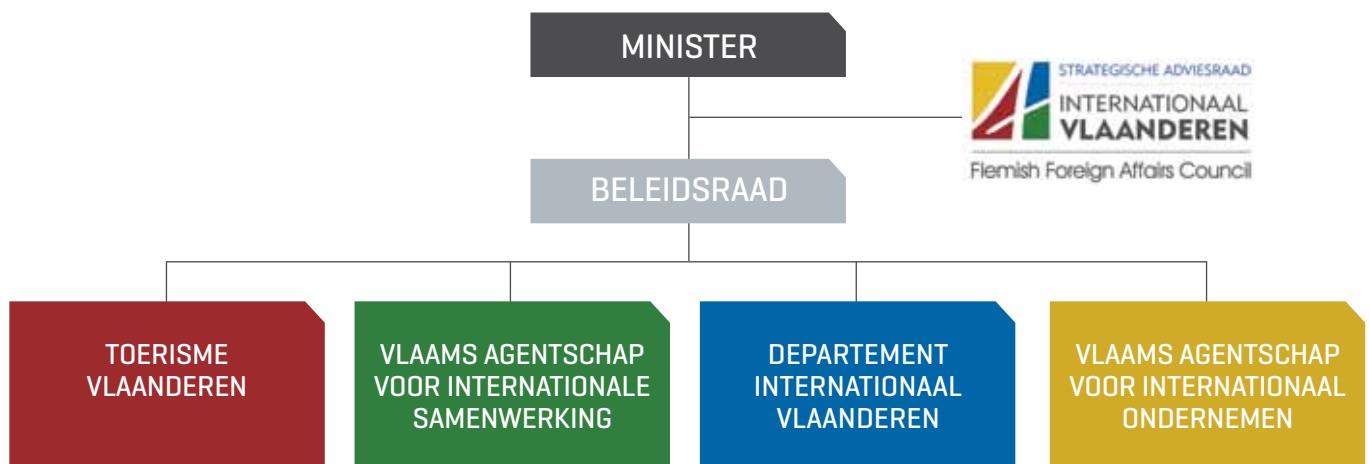 MINISTER
STRATEGISCHE ADVIESRAAD
INTERNATIONAAL
VLAANDEREN
Flemish Foreign Affairs Council
BELEIDSRAAD
TOERISME
VLAANDEREN
VLAAMS AGENTSCHAP
VOOR INTERNATIONALE
SAMENWERKING
DEPARTEMENT
INTERNATIONAAL
VLAANDEREN
VLAAMS AGENTSCHAP
VOOR INTERNATIONAAL
ONDERNEMEN